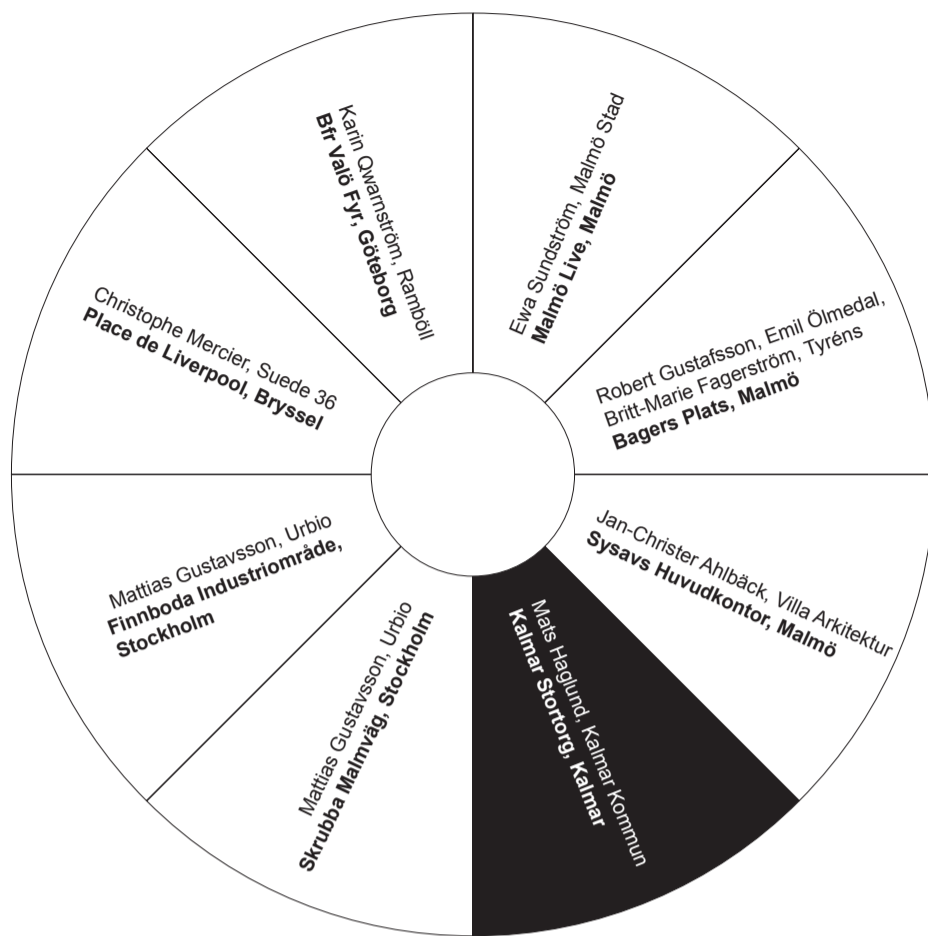 Ewa Sundström, Malmö Stad
Malmö Live, Malmö
Robert Gustafsson, Emil Ölmedal,
Britt-Marie Fagerström, Tyréns
Bagers Plats, Malmö
Jan-Christer Ahlbäck, Villa Arkitektur
Sysavs Huvudkontor, Malmö
Mats Haglund, Kalmar Kommun
Kalmar Stortorg, Kalmar
Mattias Gustavsson, Urbio
Skrubba Malmväg, Stockholm
Mattias Gustavsson, Urbio
Finnboda Industriområde,
Stockholm
Christophe Mercier, Suede 36
Place de Liverpool, Bryssel
Karin Qwarnström, Ramböll
Bfr Valö Fyr, Göteborg